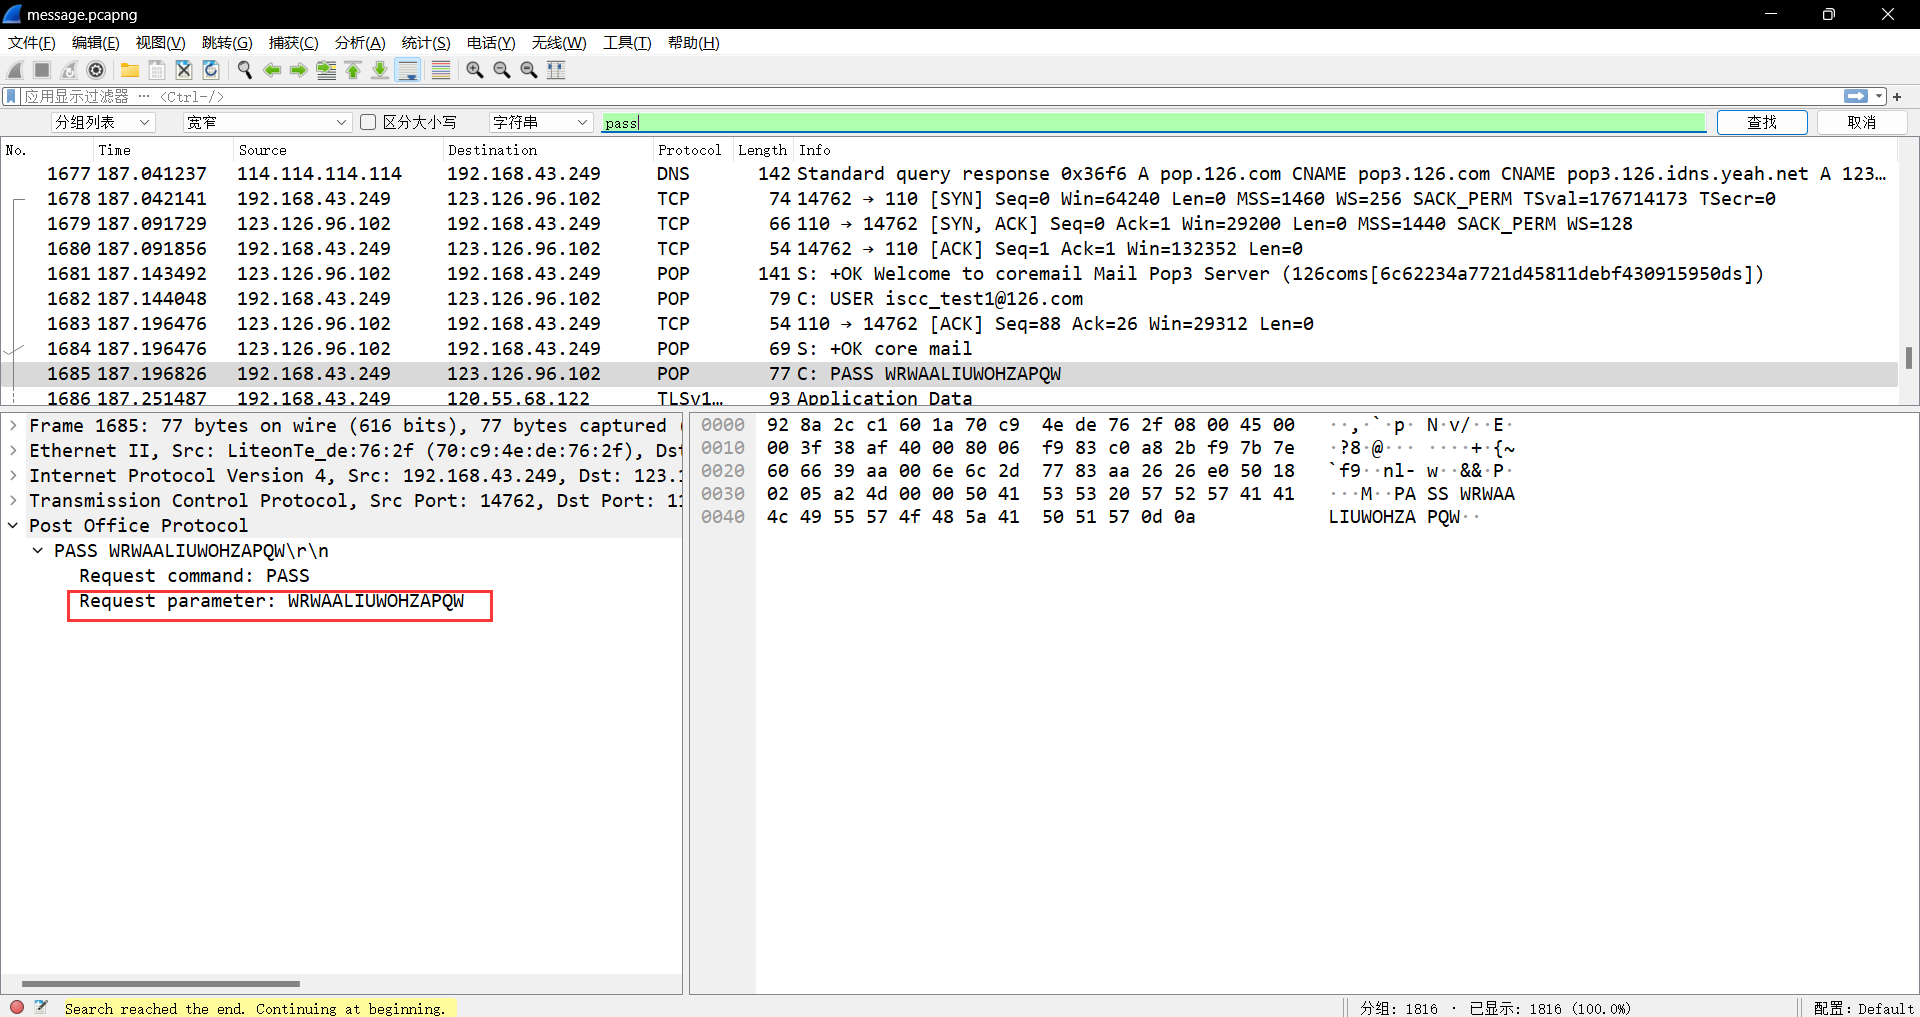 message.pcapng
文件(F) 编辑(E) 视图(V) 跳转(G) 捕获(C) 分析(A) 统计(S) 电话(Y) 无线(W) 工具(T) 帮助(H)
应用显示过滤器 … <Ctrl-/>
分组列表 宽窄 区分大小写 字符串 pass 查找 取消
No. Time Source Destination Protocol Length Info
1677 187.041237 114.114.114.114 192.168.43.249 DNS 142 Standard query response 0x36f6 A pop.126.com CNAME pop3.126.com CNAME pop3.126.idns.yeah.net A 123…
1678 187.042141 192.168.43.249 123.126.96.102 TCP 74 14762 → 110 [SYN] Seq=0 Win=64240 Len=0 MSS=1460 WS=256 SACK_PERM TSval=176714173 TSecr=0
1679 187.091729 123.126.96.102 192.168.43.249 TCP 66 110 → 14762 [SYN, ACK] Seq=0 Ack=1 Win=29200 Len=0 MSS=1440 SACK_PERM WS=128
1680 187.091856 192.168.43.249 123.126.96.102 TCP 54 14762 → 110 [ACK] Seq=1 Ack=1 Win=132352 Len=0
1681 187.143492 123.126.96.102 192.168.43.249 POP 141 S: +OK Welcome to coremail Mail Pop3 Server (126coms[6c62234a7721d45811debf430915950ds])
1682 187.144048 192.168.43.249 123.126.96.102 POP 79 C: USER iscc_test1@126.com
1683 187.196476 123.126.96.102 192.168.43.249 TCP 54 110 → 14762 [ACK] Seq=88 Ack=26 Win=29312 Len=0
1684 187.196476 123.126.96.102 192.168.43.249 POP 69 S: +OK core mail
1685 187.196826 192.168.43.249 123.126.96.102 POP 77 C: PASS WRWAALIUWOHZAPQW
1686 187.251487 192.168.43.249 120.55.68.122 TLSv1… 93 Application Data
Frame 1685: 77 bytes on wire (616 bits), 77 bytes captured (
Ethernet II, Src: LiteonTe_de:76:2f (70:c9:4e:de:76:2f), Dst
Internet Protocol Version 4, Src: 192.168.43.249, Dst: 123.1
Transmission Control Protocol, Src Port: 14762, Dst Port: 11
Post Office Protocol
PASS WRWAALIUWOHZAPQW\r\n
Request command: PASS
Request parameter: WRWAALIUWOHZAPQW
0000 92 8a 2c c1 60 1a 70 c9 4e de 76 2f 08 00 45 00 ··,·`·p· N·v/··E·
0010 00 3f 38 af 40 00 80 06 f9 83 c0 a8 2b f9 7b 7e ·?8·@··· ····+·{~
0020 60 66 39 aa 00 6e 6c 2d 77 83 aa 26 26 e0 50 18 `f9··nl- w··&&·P·
0030 02 05 a2 4d 00 00 50 41 53 53 20 57 52 57 41 41 ···M··PA SS WRWAA
0040 4c 49 55 57 4f 48 5a 41 50 51 57 0d 0a LIUWOHZA PQW··
Search reached the end. Continuing at beginning. 分组: 1816 · 已显示: 1816 (100.0%) 配置: Default